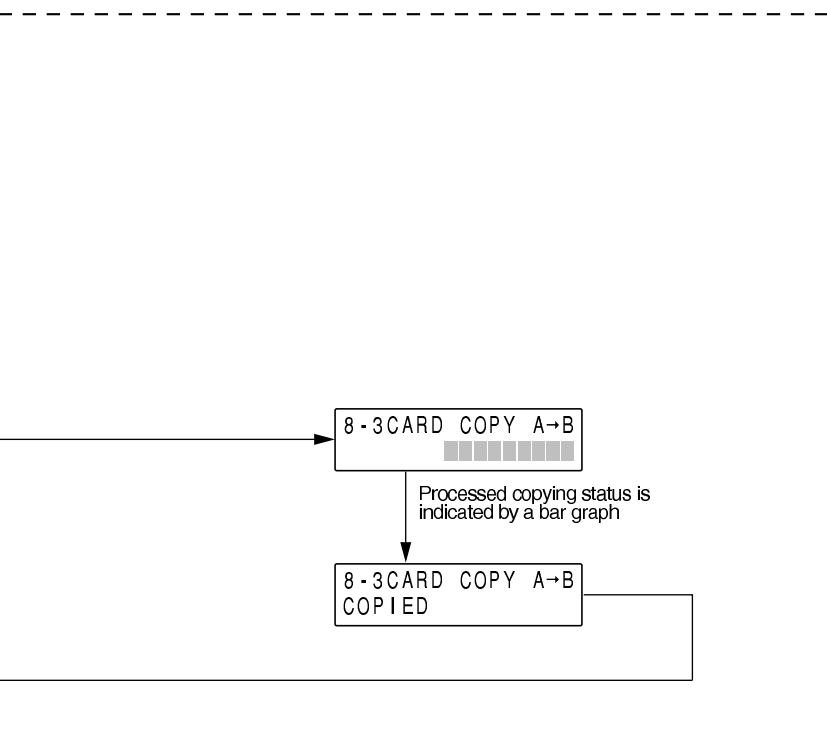 8-3CARD COPY A→B
Processed copying status is
indicated by a bar graph
8-3CARD COPY A→B
COPIED